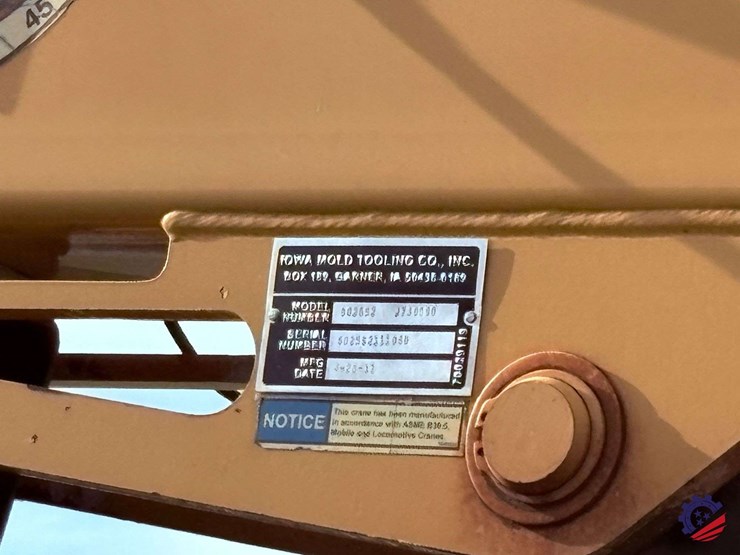 45
IOWA MOLD TOOLING CO., INC.
BOX 189, GARNER, IA 50438-0189
MODEL
NUMBER
SERIAL
NUMBER
MFG
DATE
70029119
NOTICE
This crane has been manufactured
in accordance with ASME B30.5,
Mobile and Locomotive Cranes